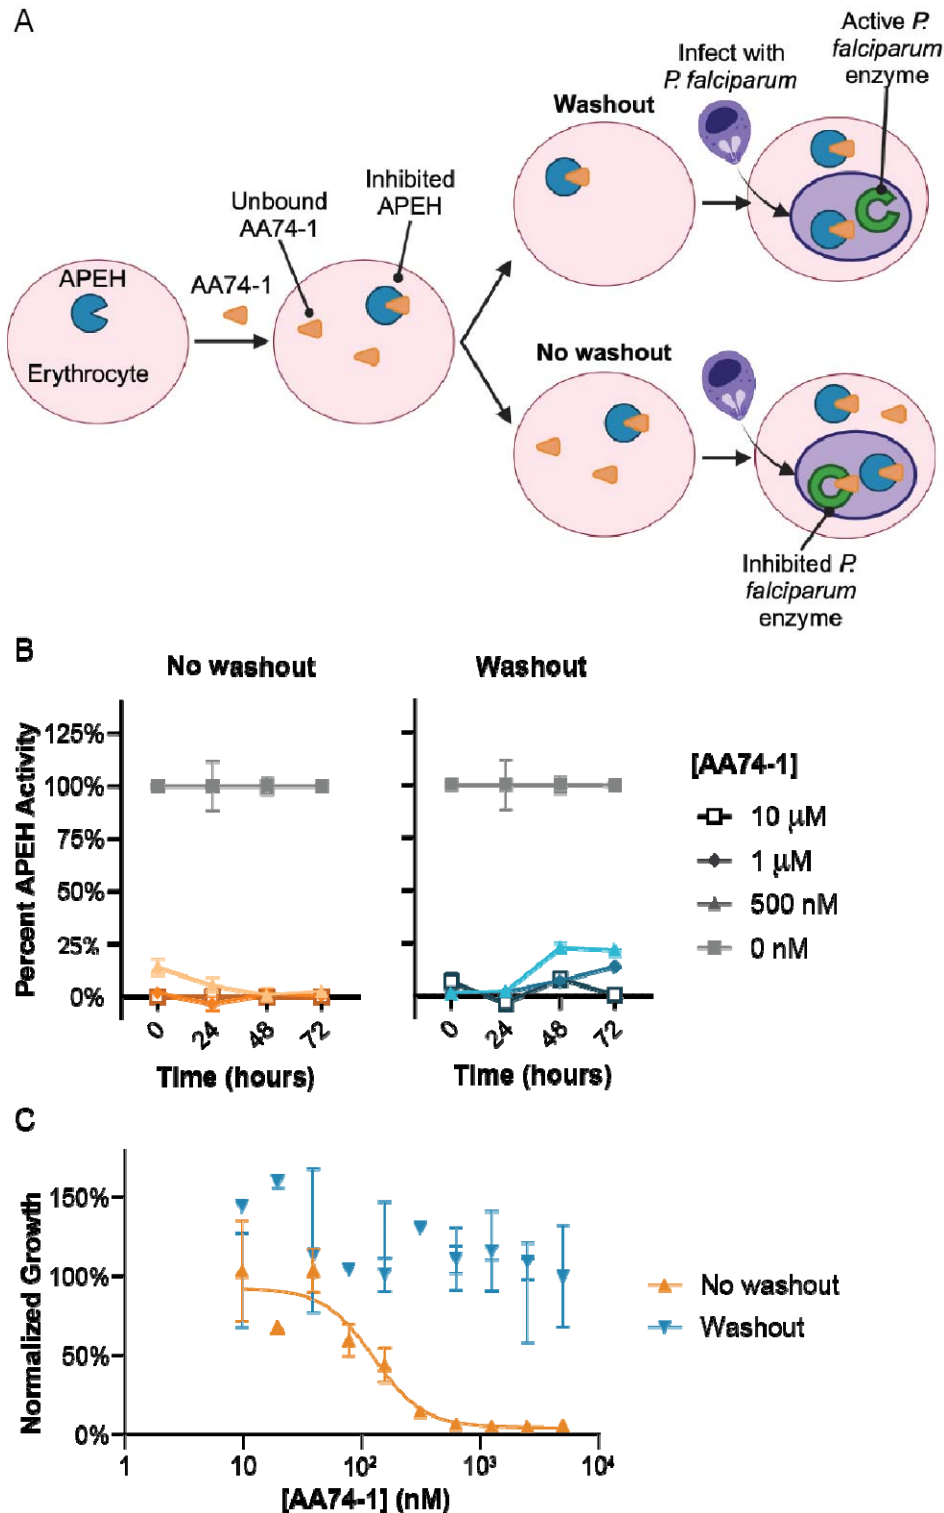 A
Active P.
falciparum
enzyme
Infect with
P. falciparum
Washout
Inhibited
APEH
Unbound
AA74-1
APEH
AA74-1
Erythrocyte
No washout
Inhibited P.
falciparum
enzyme
B
No washout
Washout
Percent APEH Activity
125%
100%
75%
50%
25%
0%
0
24
48
72
Time (hours)
0
24
48
72
Time (hours)
[AA74-1]
10 μM
1 μM
500 nM
0 nM
C
Normalized Growth
150%
100%
50%
0%
1
10
10²
10³
10⁴
[AA74-1] (nM)
No washout
Washout